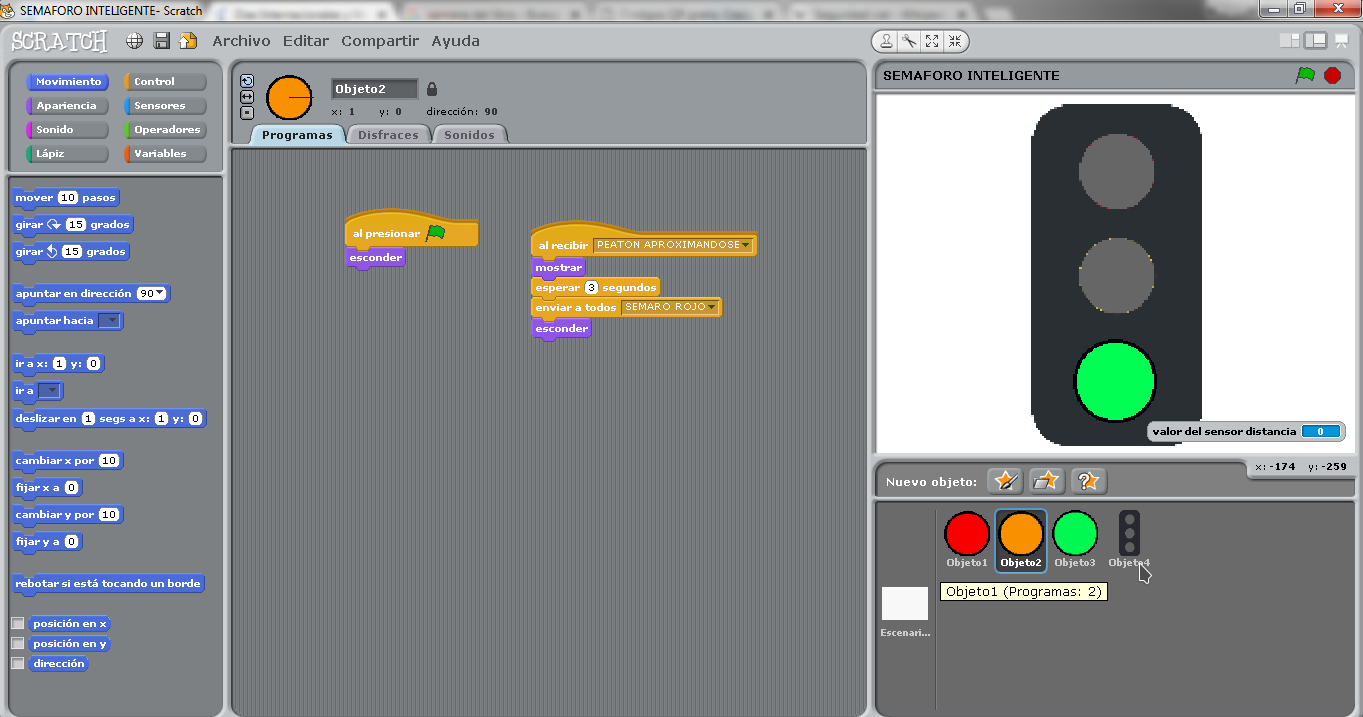 SEMAFORO INTELIGENTE- Scratch
SCRATCH
Archivo Editar Compartir Ayuda
Movimiento Control
Apariencia Sensores
Sonido Operadores
Lápiz Variables
mover 10 pasos
girar 15 grados
girar 15 grados
apuntar en dirección 90
apuntar hacia
ir a x: 1 y: 0
ir a
deslizar en 1 segs a x: 1 y: 0
cambiar x por 10
fijar x a 0
cambiar y por 10
fijar y a 0
rebotar si está tocando un borde
posición en x
posición en y
dirección
Objeto2
x: 1 y: 0 dirección: 90
Programas Disfraces Sonidos
al presionar
esconder
al recibir PEATON APROXIMANDOSE
mostrar
esperar 3 segundos
enviar a todos SEMARO ROJO
esconder
SEMAFORO INTELIGENTE
valor del sensor distancia 0
x: -174 y: -259
Nuevo objeto:
Objeto1 Objeto2 Objeto3 Objeto4
Objeto1 (Programas: 2)
Escenari...